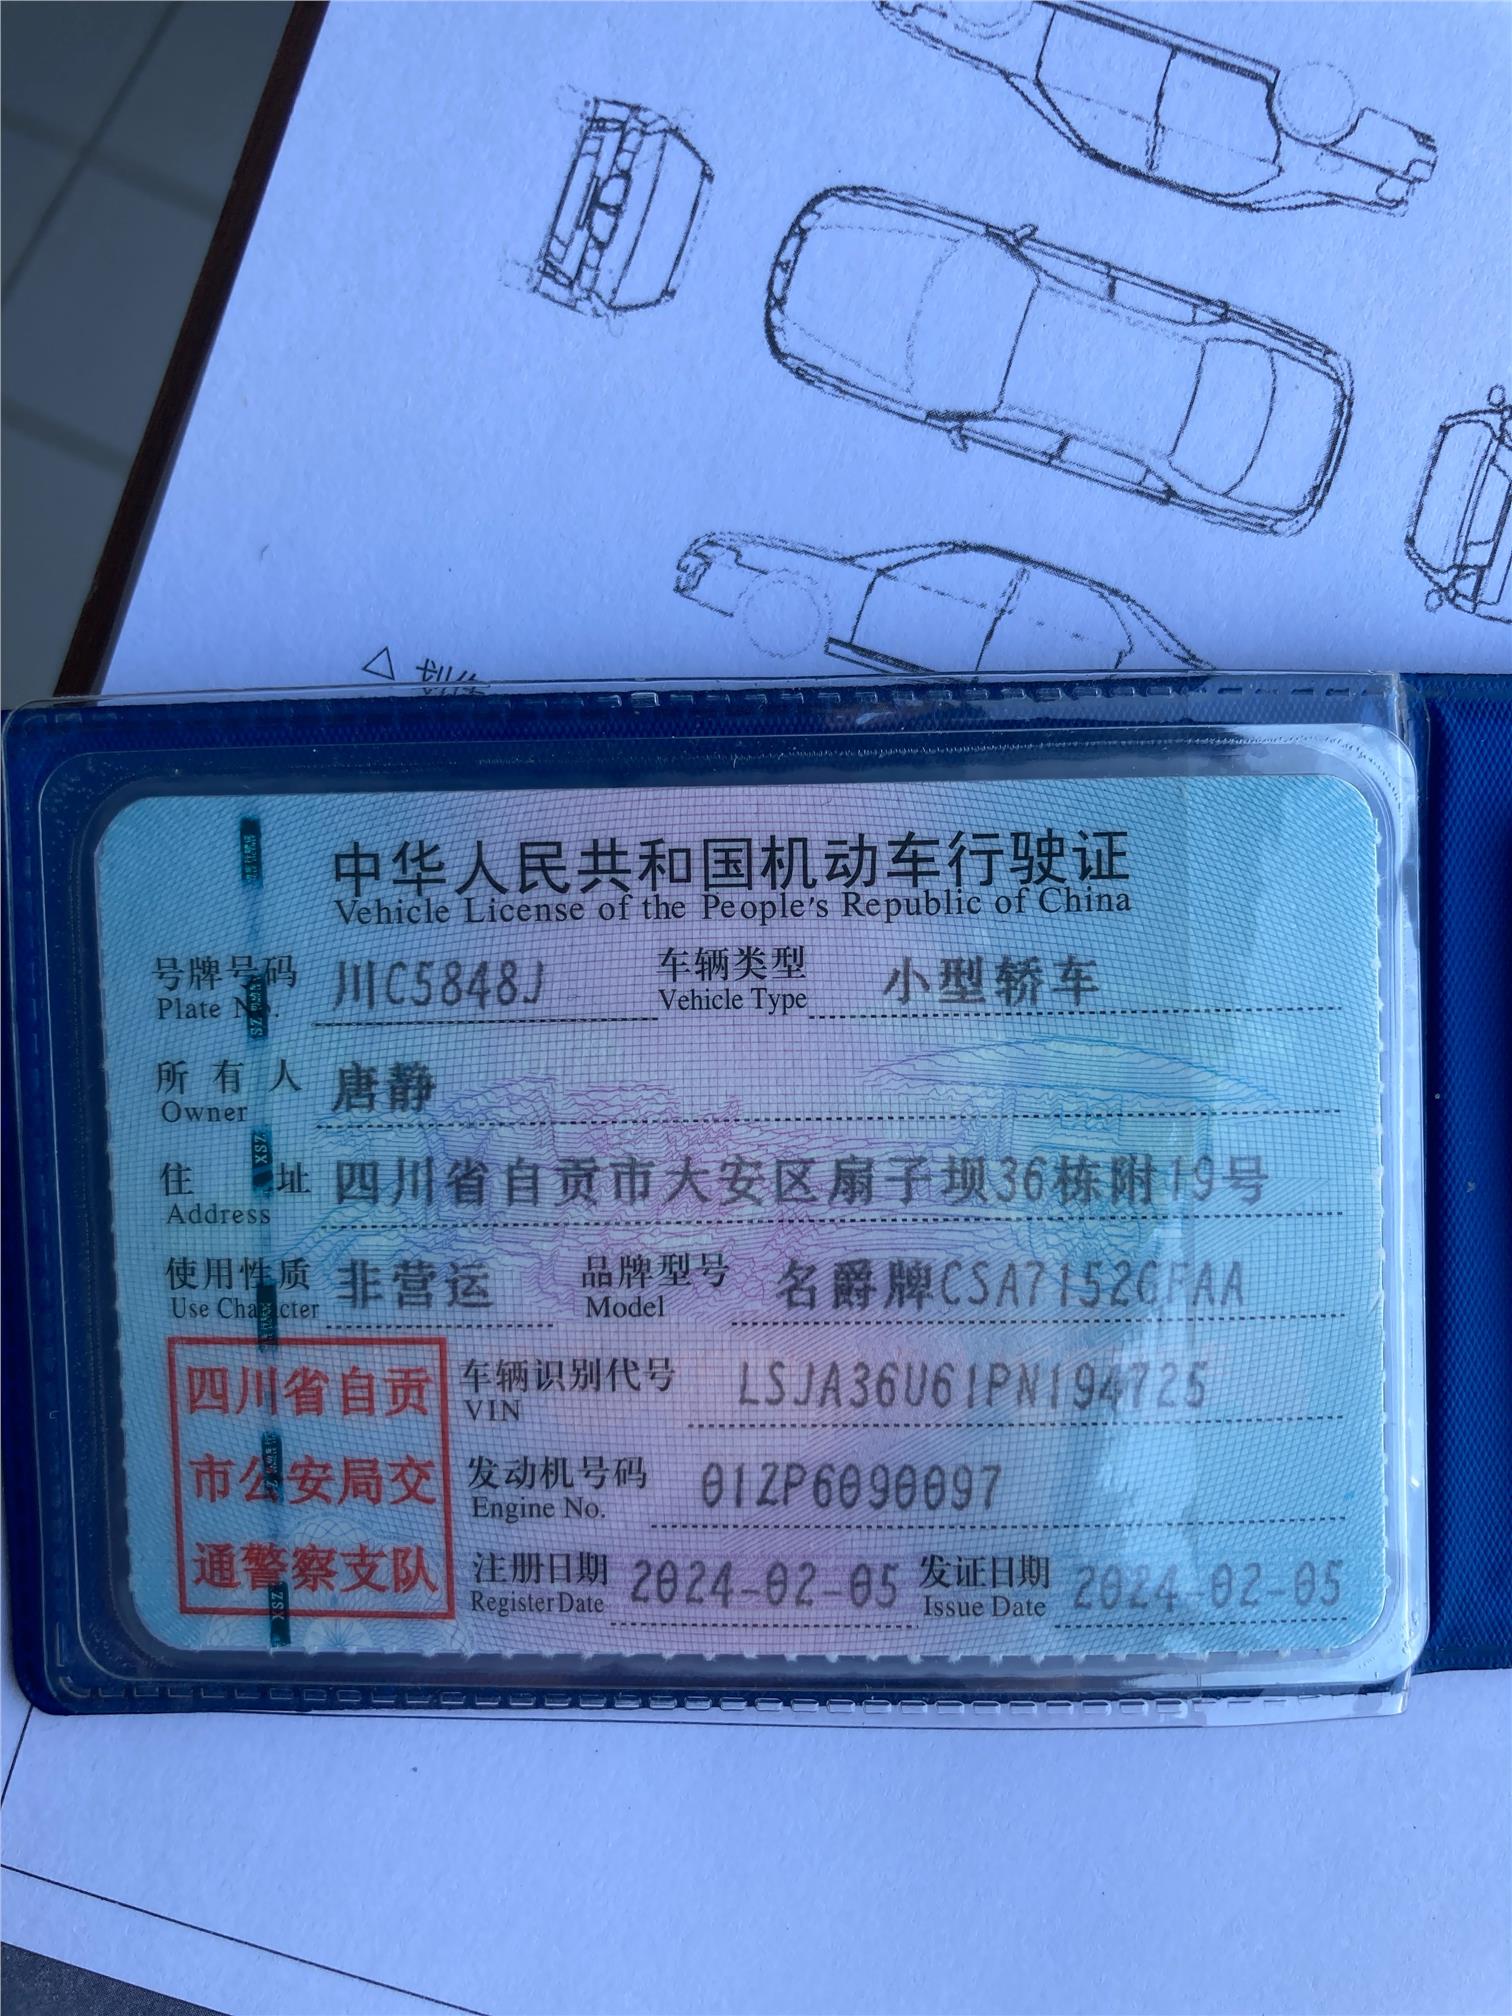 中华人民共和国机动车行驶证
Vehicle License of the People's Republic of China
号牌号码 川C5848J 车辆类型 小型轿车
Plate No. Vehicle Type
所有人 唐静
Owner
住址 四川省自贡市大安区扇子坝36栋附19号
Address
使用性质 非营运 品牌型号 名爵牌CSA7152GFAA
Use Character Model
四川省自贡
市公安局交
通警察支队
车辆识别代号 LSJA36U61PN194725
VIN
发动机号码 01ZP6090097
Engine No.
注册日期 2024-02-05 发证日期 2024-02-05
Register Date Issue Date